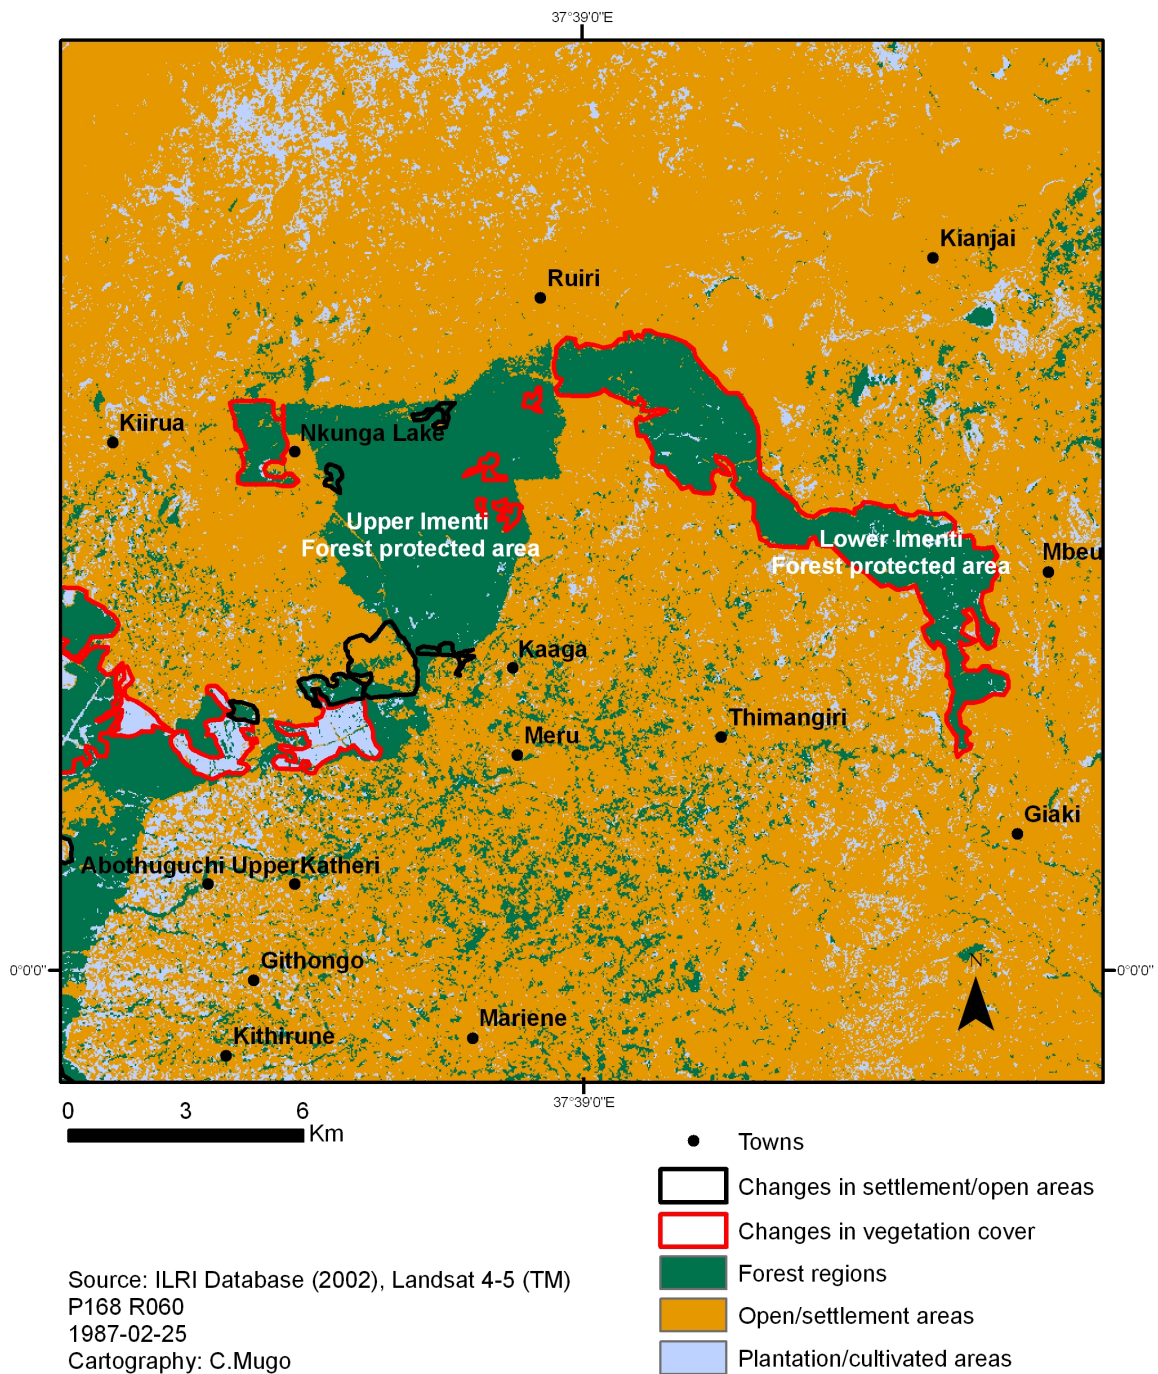 37°39'0"E
Kianjai
Ruiri
Kiirua
Nkunga Lake
Upper Imenti
Forest protected area
Lower Imenti
Forest protected area
Mbeu
Kaaga
Thimangiri
Meru
Giaki
Abothuguchi Upper
Katheri
0°0'0"
0°0'0"
Githongo
N
Mariene
Kithirune
37°39'0"E
0 3 6
Km
Towns
Changes in settlement/open areas
Changes in vegetation cover
Forest regions
Open/settlement areas
Plantation/cultivated areas
Source: ILRI Database (2002), Landsat 4-5 (TM)
P168 R060
1987-02-25
Cartography: C.Mugo